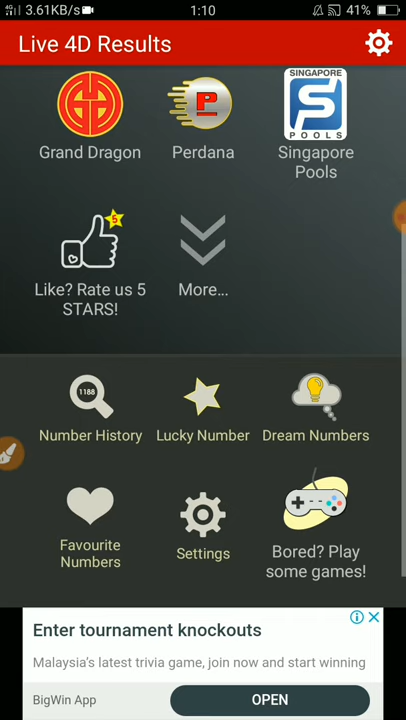 4G 3.61KB/s 1:10 41%
Live 4D Results
SINGAPORE
P
S
POOLS
Grand Dragon Perdana Singapore
Pools
5
Like? Rate us 5 More...
STARS!
1188
Number History Lucky Number Dream Numbers
Favourite Settings Bored? Play
Numbers some games!
Enter tournament knockouts
Malaysia's latest trivia game, join now and start winning
BigWin App OPEN